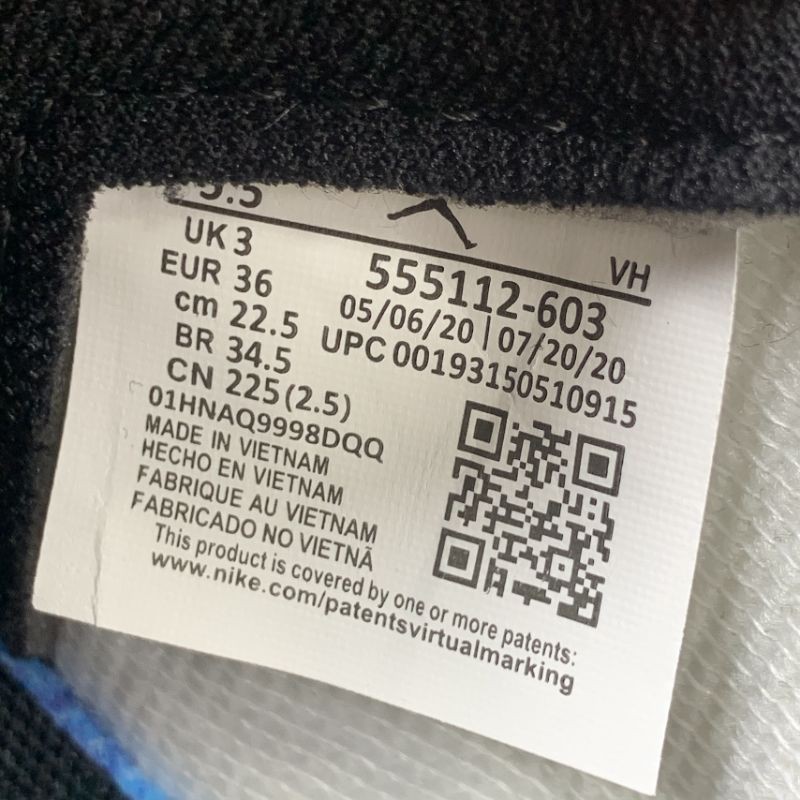 5.5
UK 3
EUR 36
cm 22.5
BR 34.5
CN 225 (2.5)
VH
555112-603
05/06/20 | 07/20/20
UPC 00193150510915
01HNAQ9998DQQ
MADE IN VIETNAM
HECHO EN VIETNAM
FABRIQUE AU VIETNAM
FABRICADO NO VIETNÃ
This product is covered by one or more patents:
www.nike.com/patentsvirtualmarking